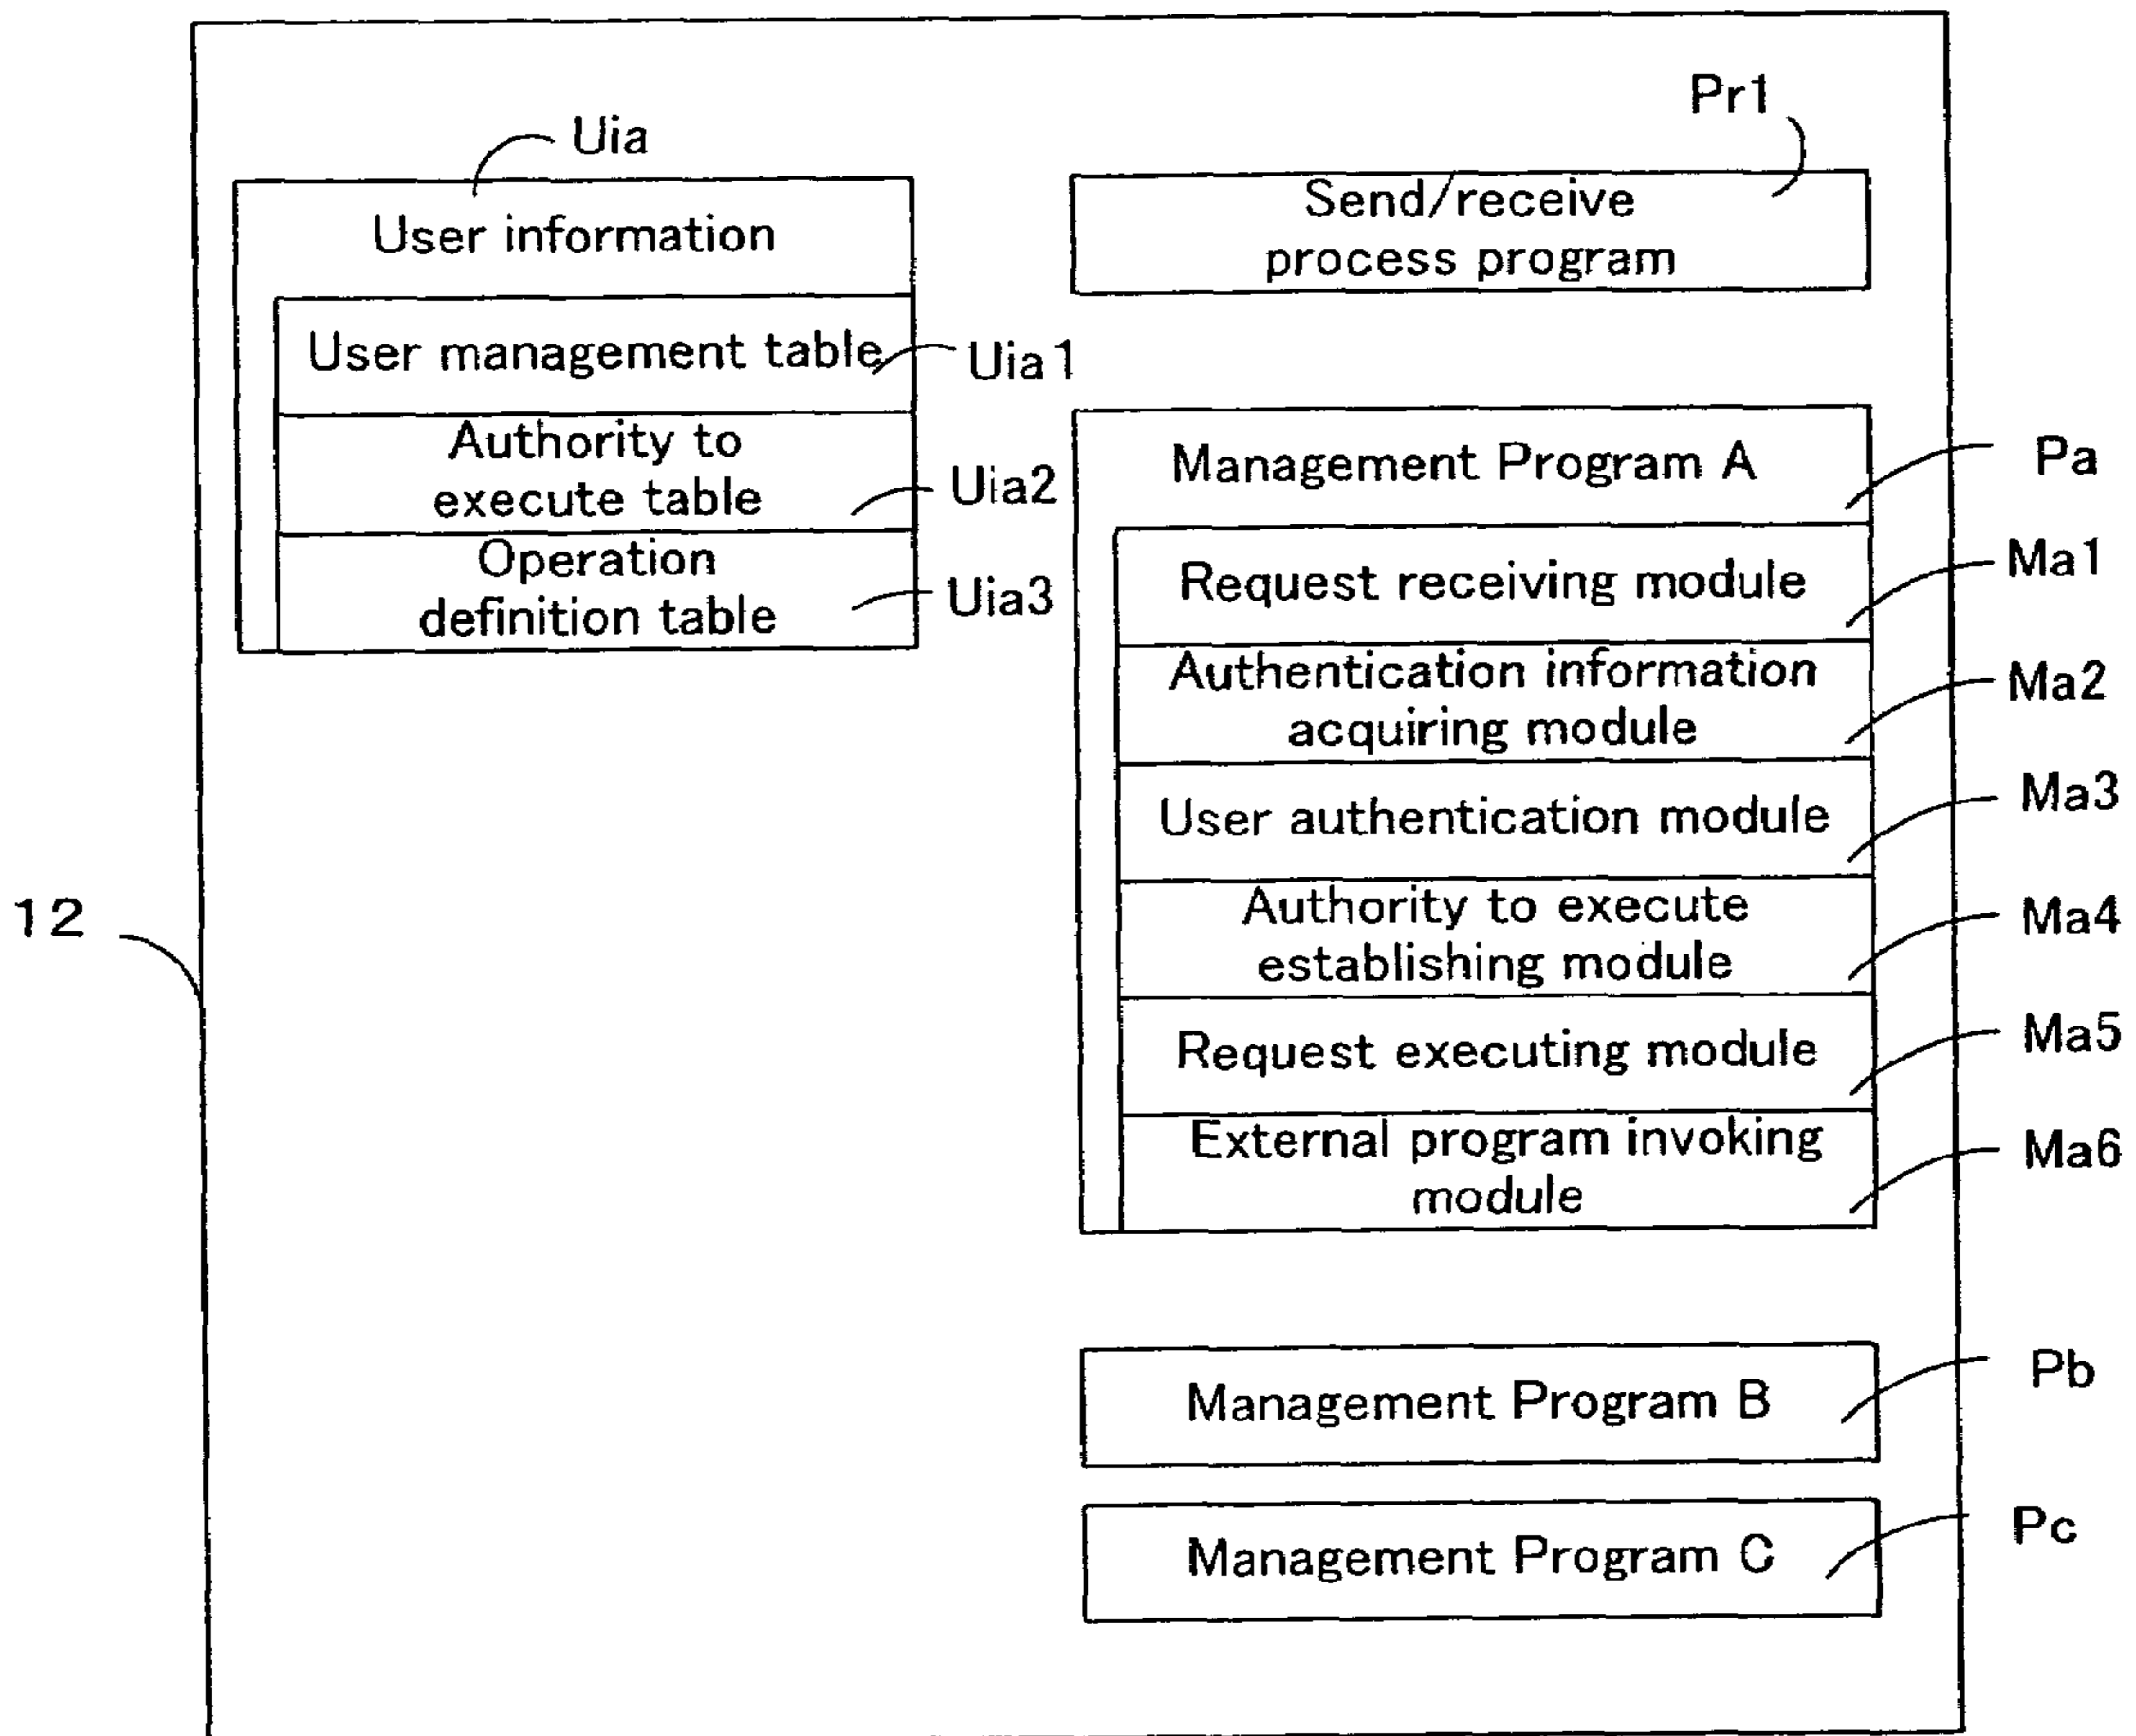 Pr1
Uia
User information
Send/receive
process program
User management table
Uia1
Authority to
execute table
Uia2
Operation
definition table
Uia3
Management Program A
Pa
Request receiving module
Ma1
Authentication information
acquiring module
Ma2
User authentication module
Ma3
Authority to execute
establishing module
Ma4
Request executing module
Ma5
External program invoking
module
Ma6
12
Management Program B
Pb
Management Program C
Pc